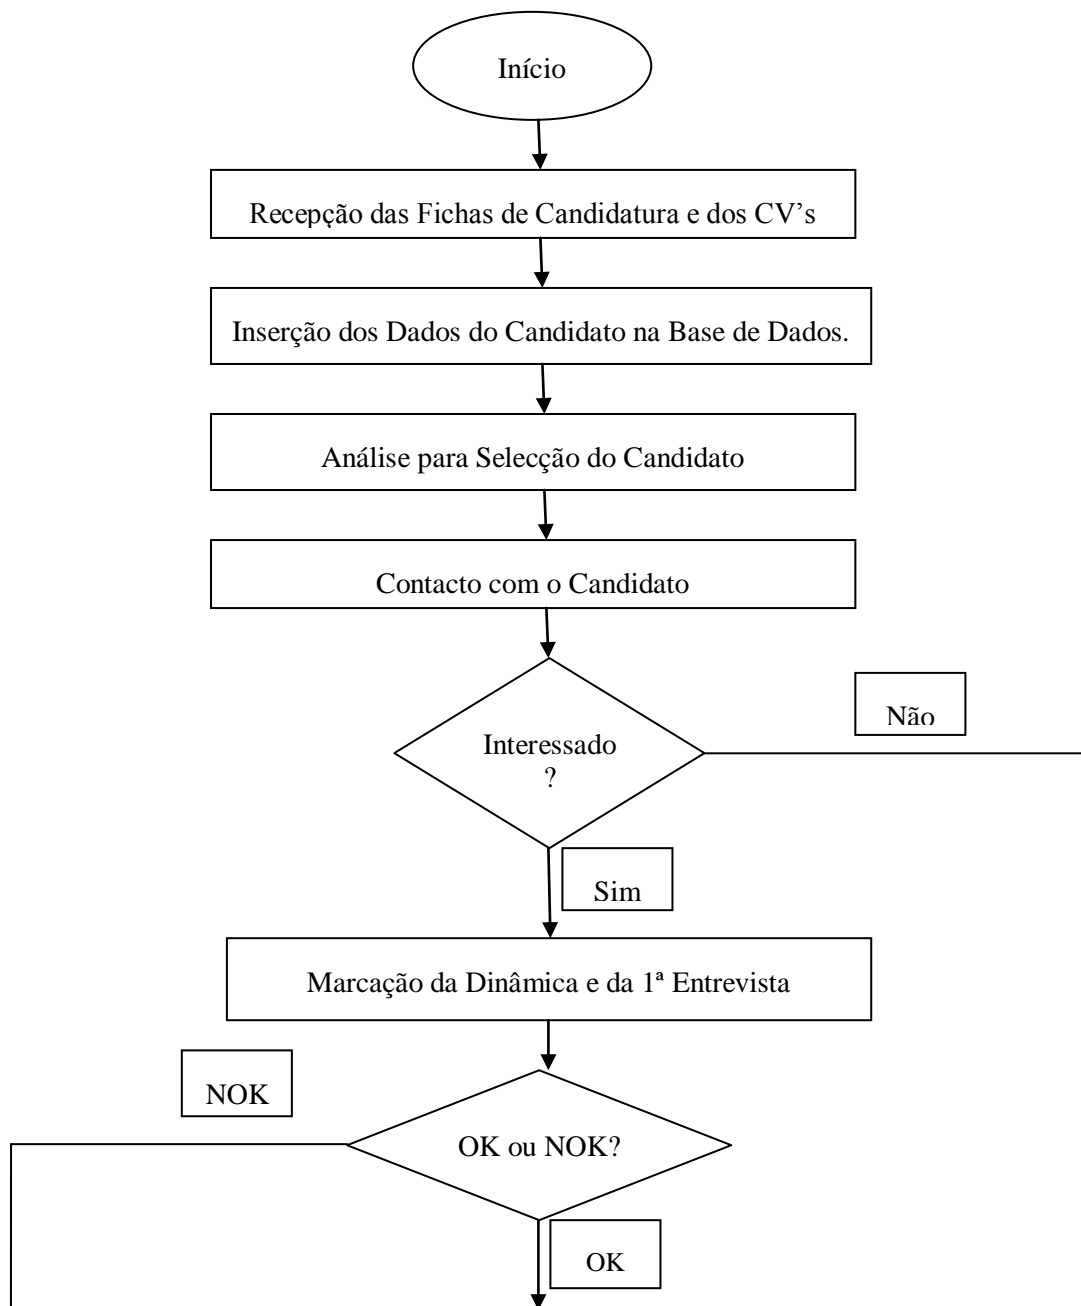 Início
Recepção das Fichas de Candidatura e dos CV’s
Inserção dos Dados do Candidato na Base de Dados.
Análise para Selecção do Candidato
Contacto com o Candidato
Não
Interessado
?
Sim
Marcação da Dinâmica e da 1ª Entrevista
NOK
OK ou NOK?
OK